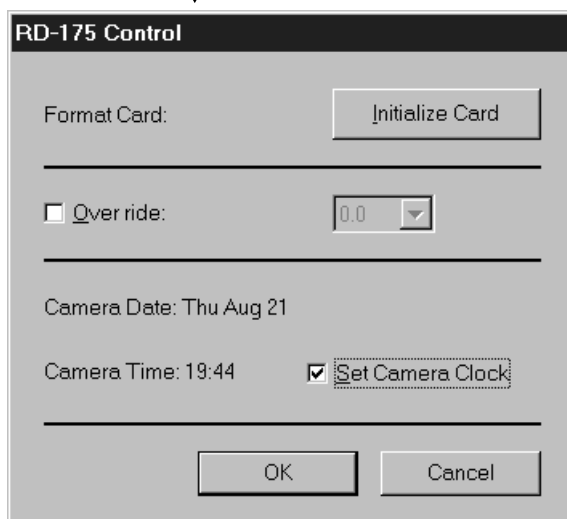 RD-175 Control
Format Card: Initialize Card
Over ride: 0.0
Camera Date: Thu Aug 21
Camera Time: 19:44 Set Camera Clock
OK Cancel